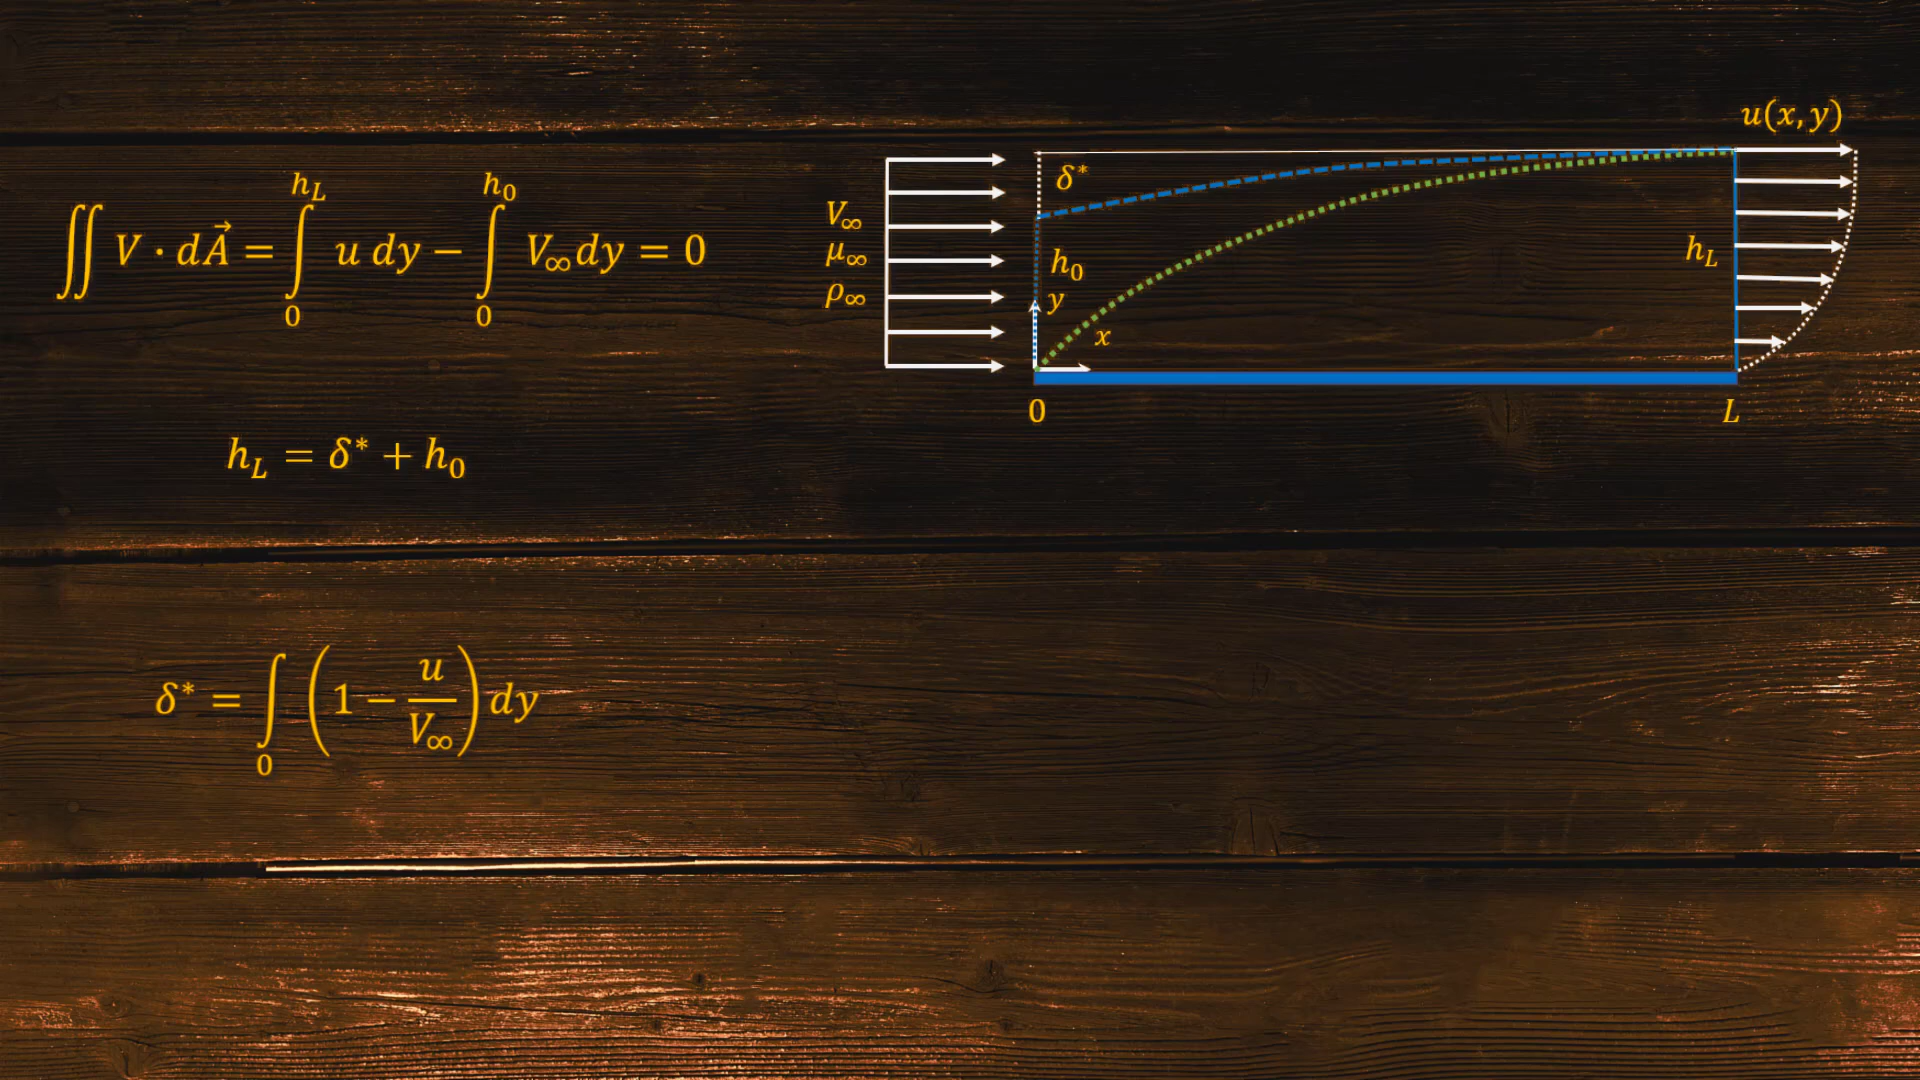 ∬ V · dA⃗ = ∫₀^{h_L} u dy − ∫₀^{h_0} V_∞ dy = 0
h_L = δ* + h_0
δ* = ∫₀ (1 − u/V_∞) dy
u(x, y)
δ*
V_∞
μ_∞
ρ_∞
h_0
h_L
y
x
0
L